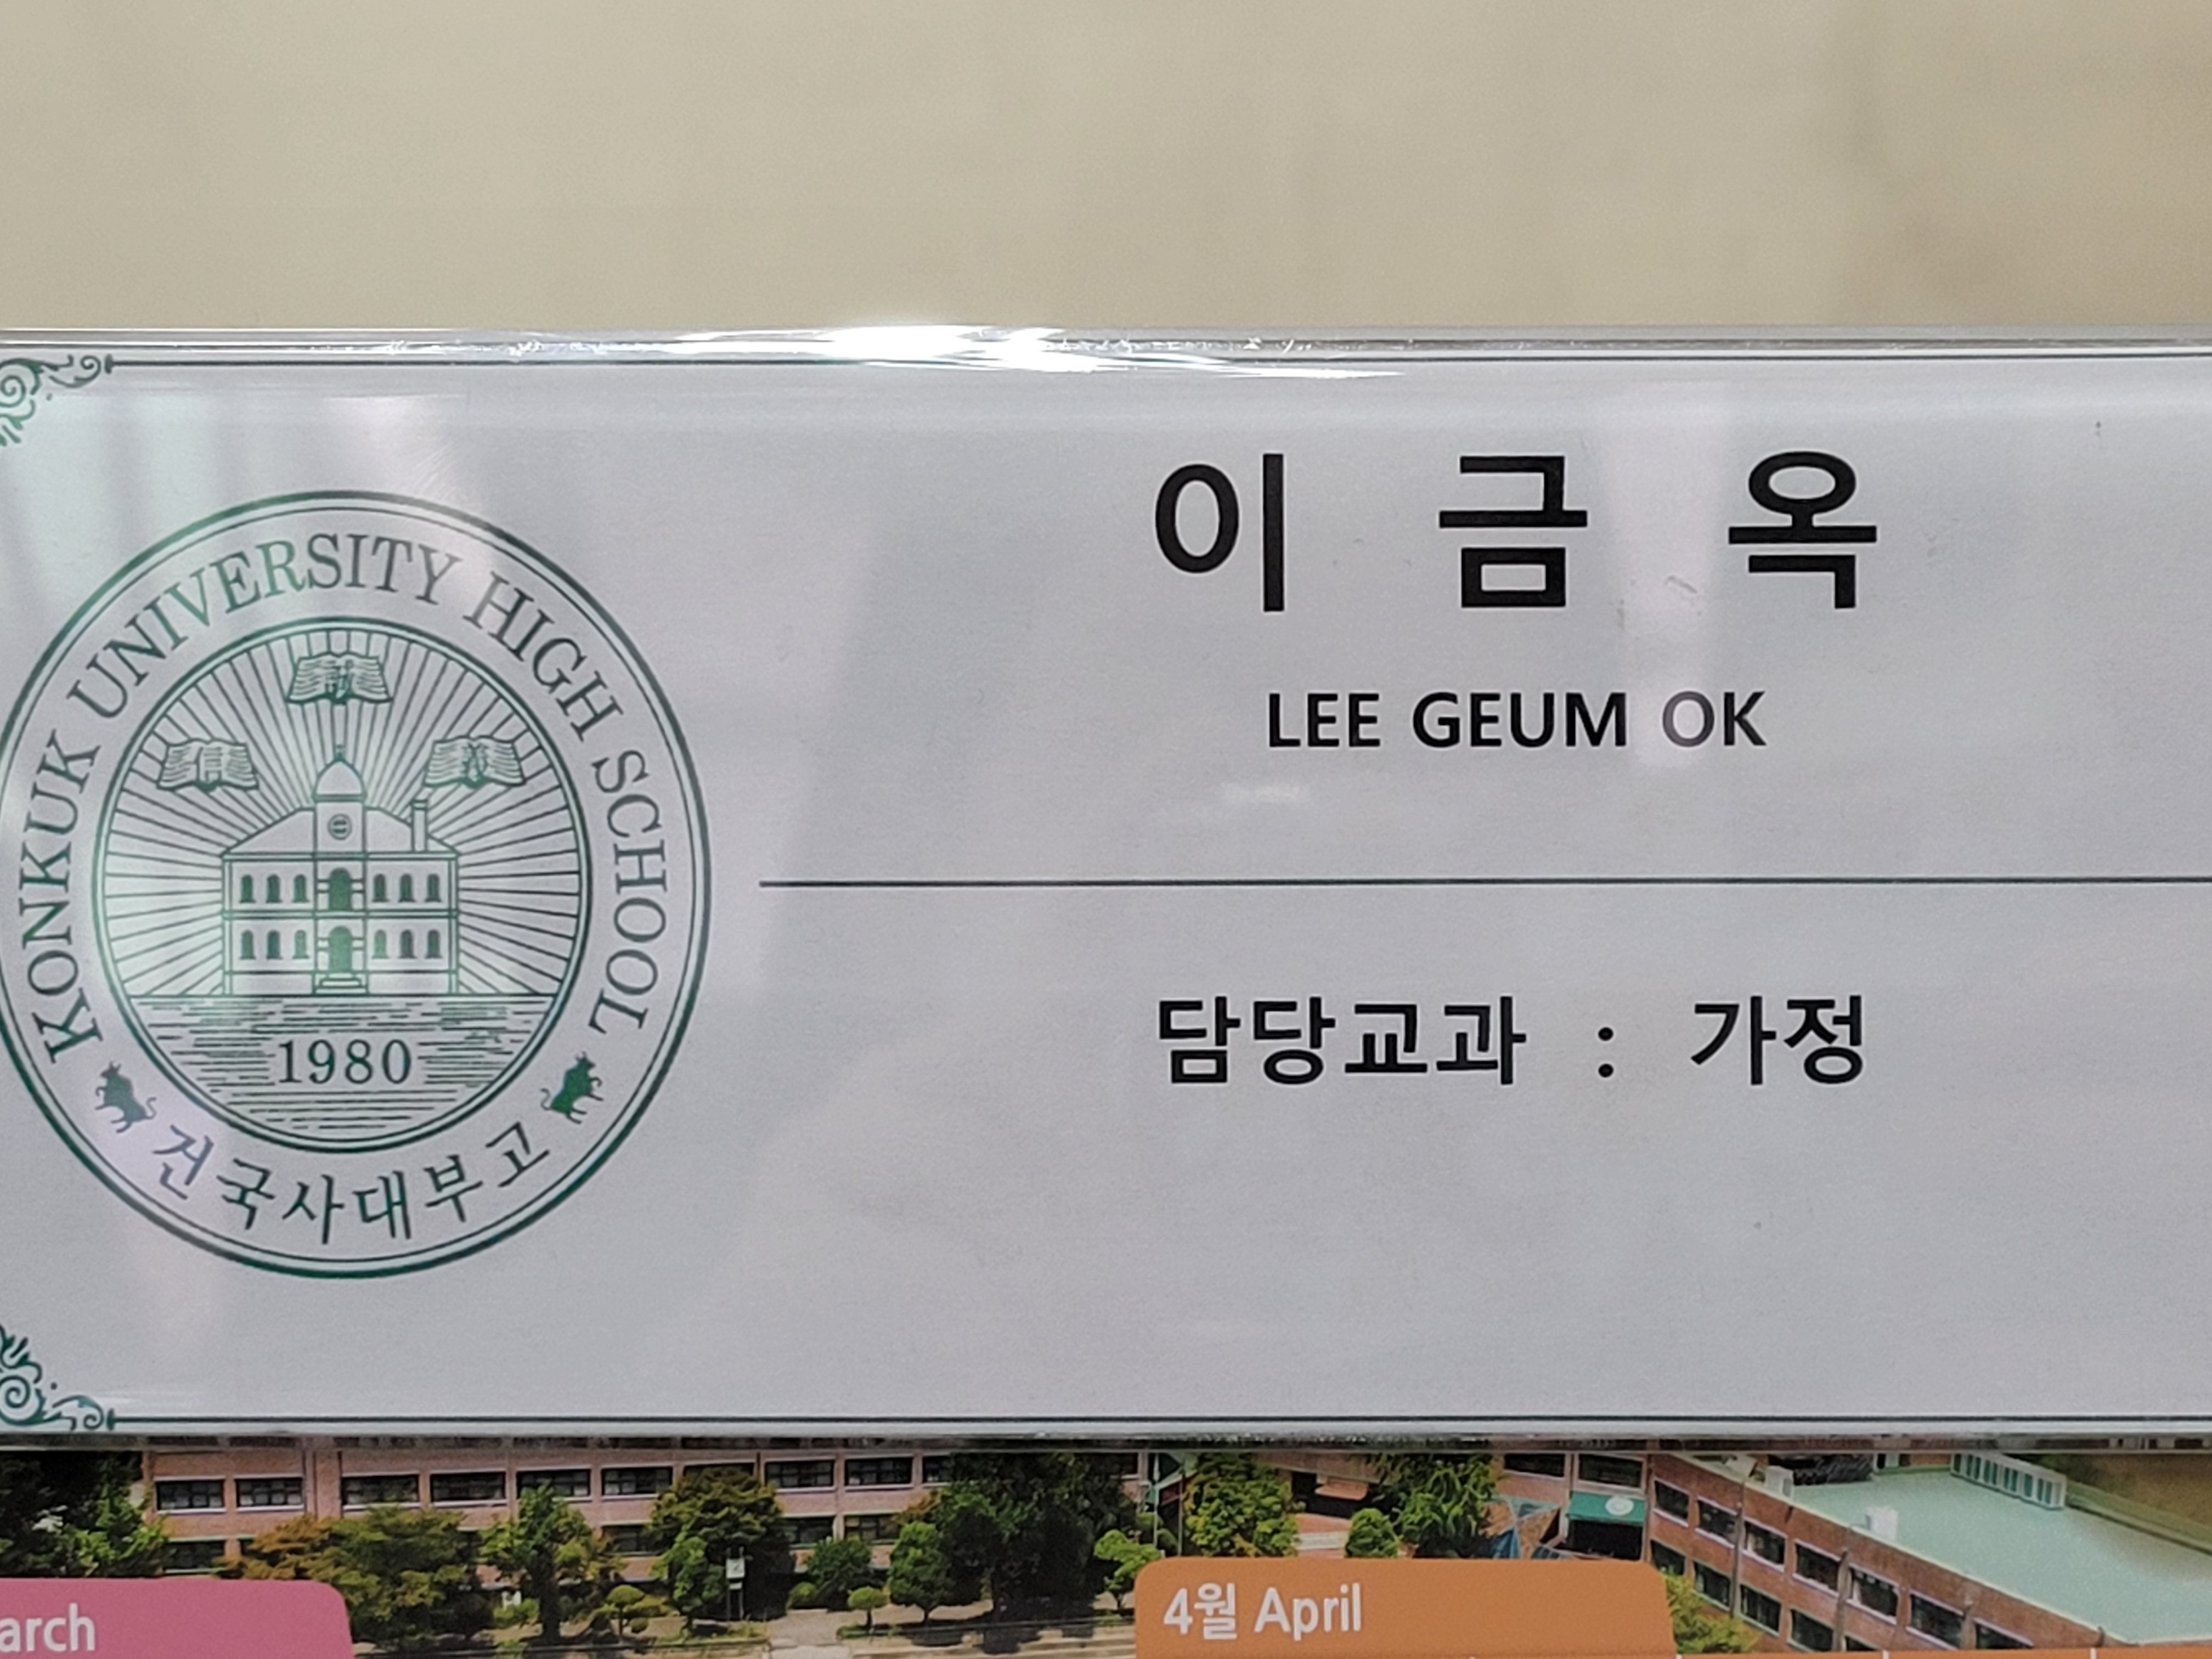 KONKUK UNIVERSITY HIGH SCHOOL
1980
건국사대부고
이 금 옥
LEE GEUM OK
담당교과 : 가정
arch
4월 April